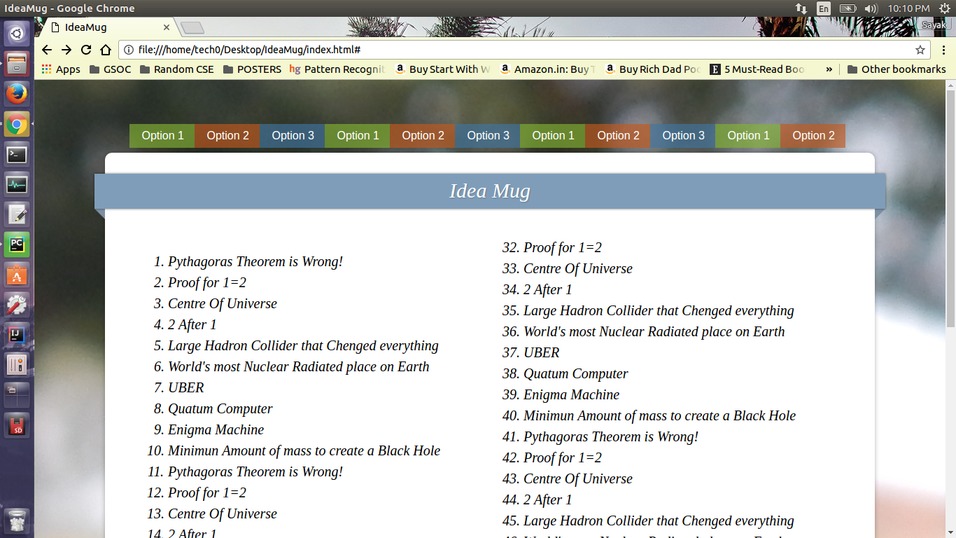 IdeaMug - Google Chrome
En
10:10 PM
IdeaMug
Sayak
file:///home/tech0/Desktop/IdeaMug/index.html#
Apps GSOC Random CSE POSTERS hg Pattern Recognit a Buy Start With W a Amazon.in: Buy T a Buy Rich Dad Poo E 5 Must-Read Boo » Other bookmarks
Option 1 Option 2 Option 3 Option 1 Option 2 Option 3 Option 1 Option 2 Option 3 Option 1 Option 2
Idea Mug
1. Pythagoras Theorem is Wrong!
2. Proof for 1=2
3. Centre Of Universe
4. 2 After 1
5. Large Hadron Collider that Chenged everything
6. World's most Nuclear Radiated place on Earth
7. UBER
8. Quatum Computer
9. Enigma Machine
10. Minimun Amount of mass to create a Black Hole
11. Pythagoras Theorem is Wrong!
12. Proof for 1=2
13. Centre Of Universe
14. 2 After 1
32. Proof for 1=2
33. Centre Of Universe
34. 2 After 1
35. Large Hadron Collider that Chenged everything
36. World's most Nuclear Radiated place on Earth
37. UBER
38. Quatum Computer
39. Enigma Machine
40. Minimun Amount of mass to create a Black Hole
41. Pythagoras Theorem is Wrong!
42. Proof for 1=2
43. Centre Of Universe
44. 2 After 1
45. Large Hadron Collider that Chenged everything
PC
A
IJ
SD